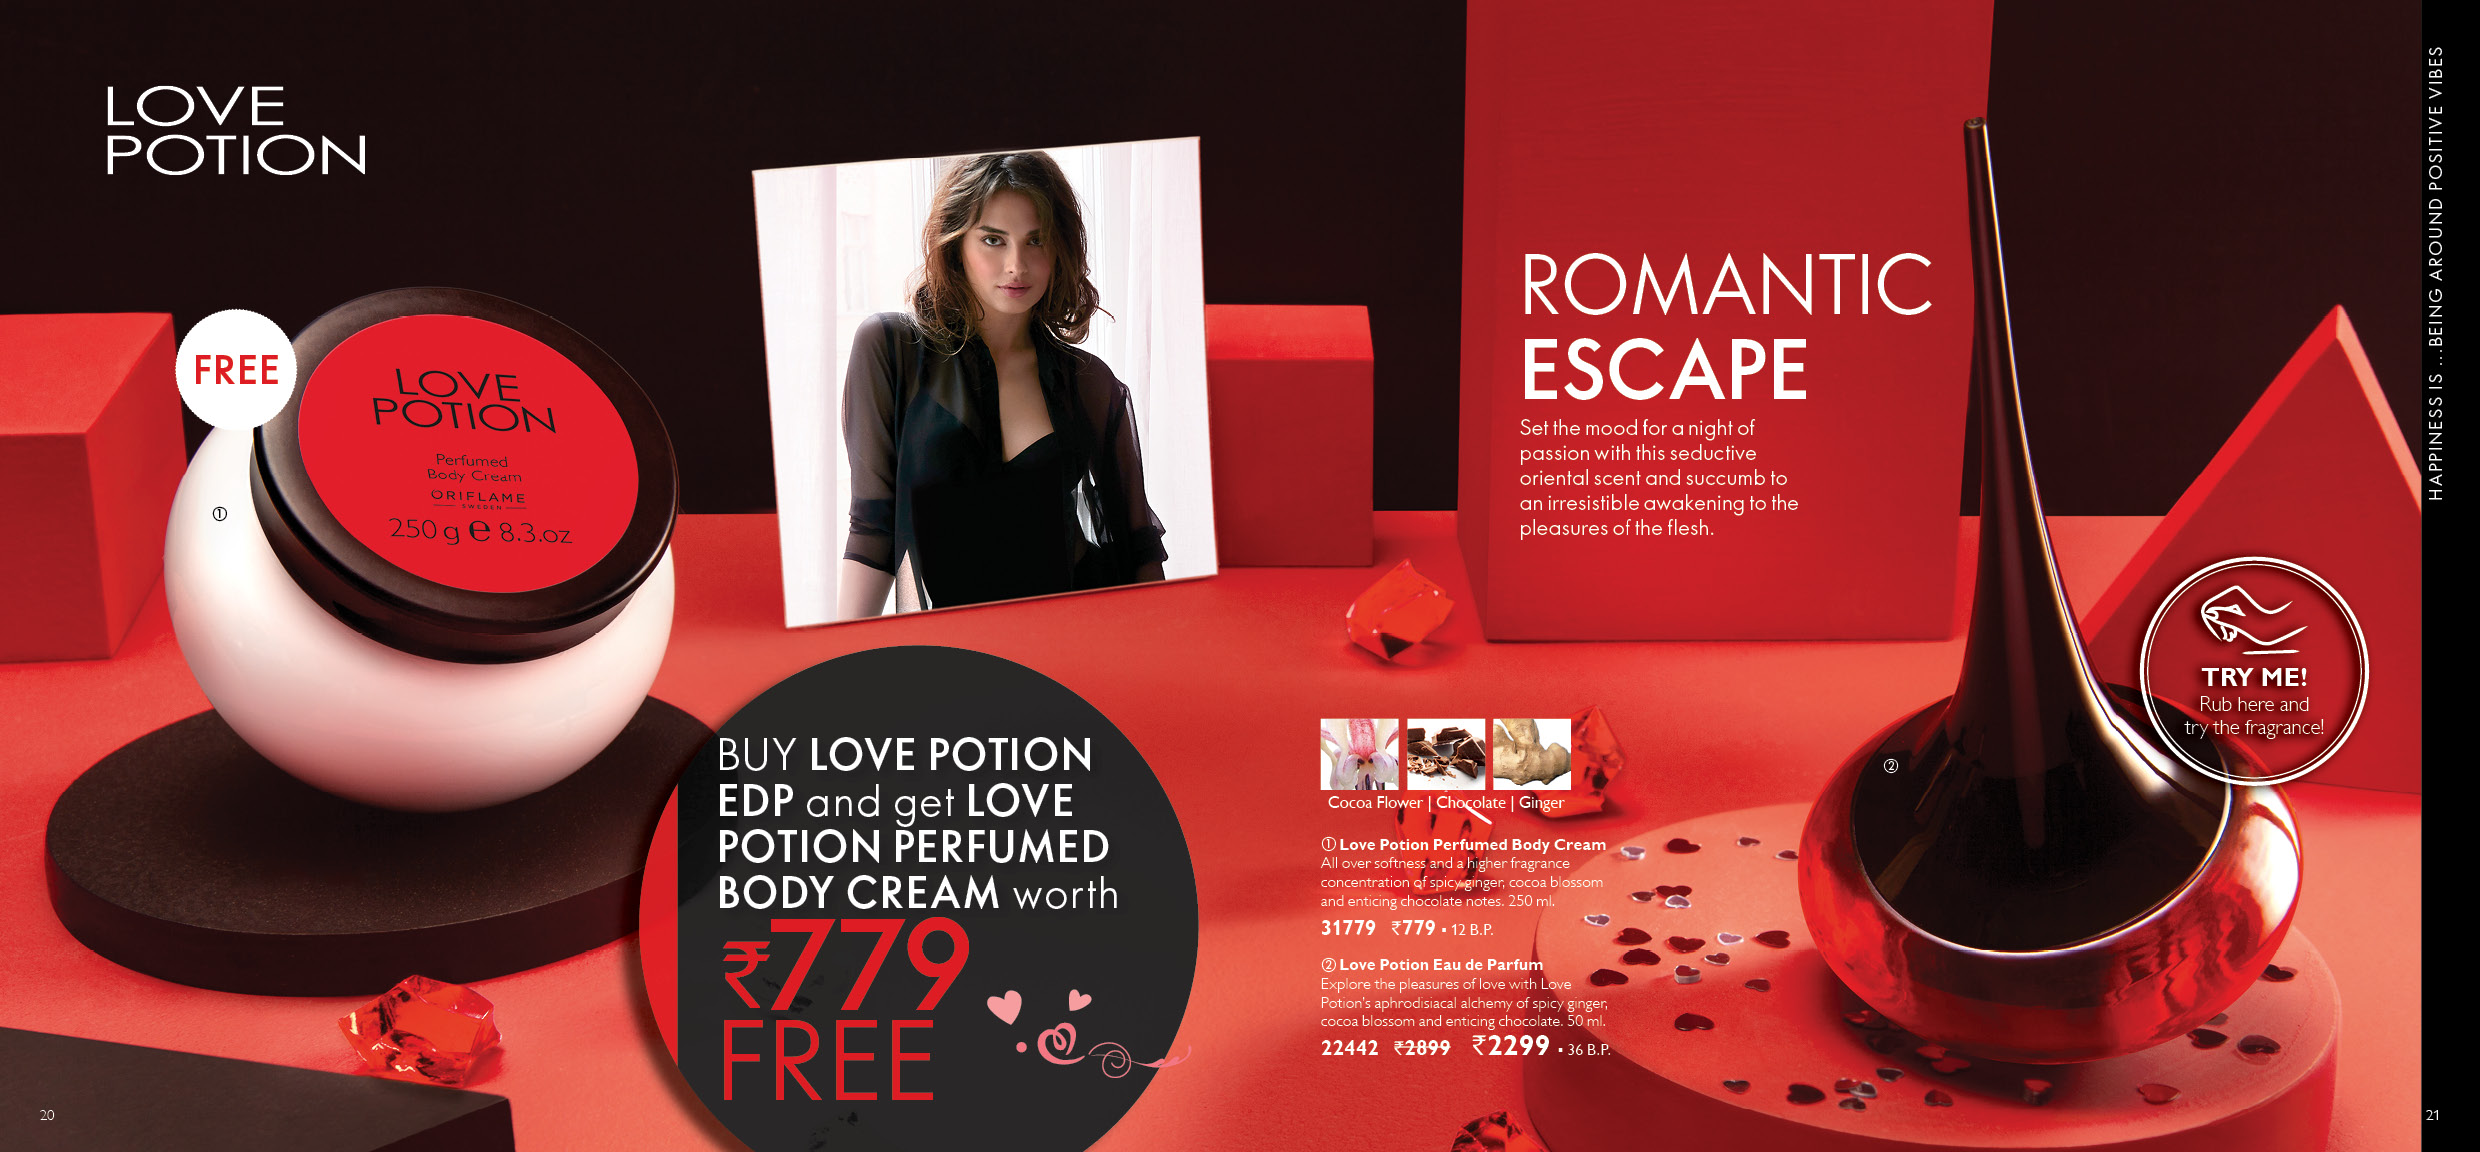 LOVE
POTION
FREE
LOVE
POTION
Perfumed
Body Cream
ORIFLAME
SWEDEN
250 g e 8.3.oz
①
BUY LOVE POTION
EDP and get LOVE
POTION PERFUMED
BODY CREAM worth
₹779
FREE
20
ROMANTIC
ESCAPE
Set the mood for a night of
passion with this seductive
oriental scent and succumb to
an irresistible awakening to the
pleasures of the flesh.
TRY ME!
Rub here and
try the fragrance!
②
Cocoa Flower | Chocolate | Ginger
① Love Potion Perfumed Body Cream
All over softness and a higher fragrance
concentration of spicy ginger, cocoa blossom
and enticing chocolate notes. 250 ml.
31779 ₹779 • 12 B.P.
② Love Potion Eau de Parfum
Explore the pleasures of love with Love
Potion's aphrodisiacal alchemy of spicy ginger,
cocoa blossom and enticing chocolate. 50 ml.
22442 ₹2899 ₹2299 • 36 B.P.
HAPPINESS IS ...BEING AROUND POSITIVE VIBES
21